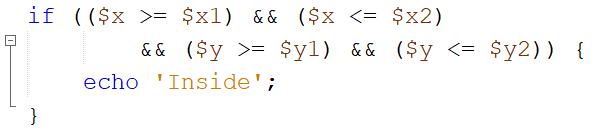 if (($x >= $x1) && ($x <= $x2)
        && ($y >= $y1) && ($y <= $y2)) {
    echo 'Inside';
}